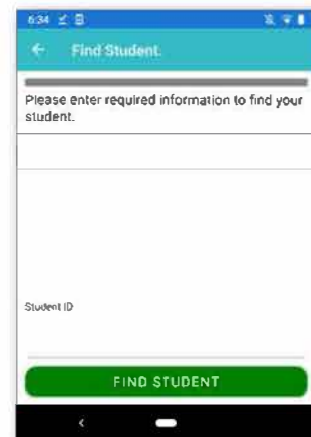 6:34
Find Student
Please enter required information to find your
student.
Student ID
FIND STUDENT